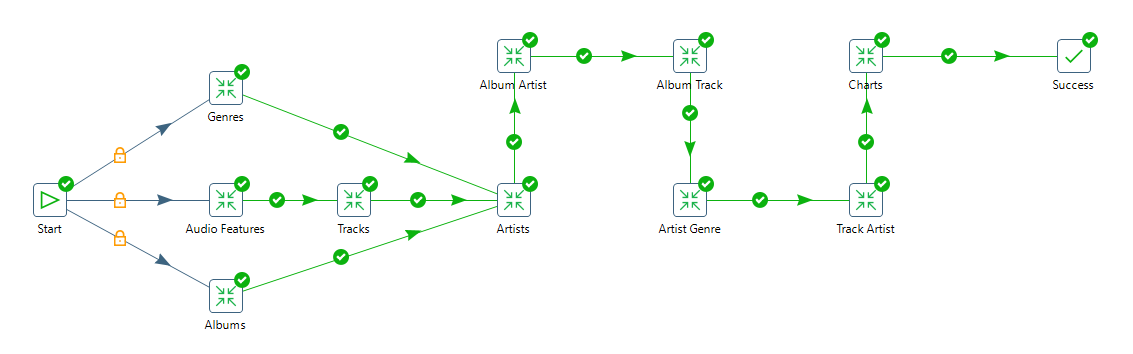 Album Artist
Album Track
Charts
Success
Genres
Start
Audio Features
Tracks
Artists
Artist Genre
Track Artist
Albums